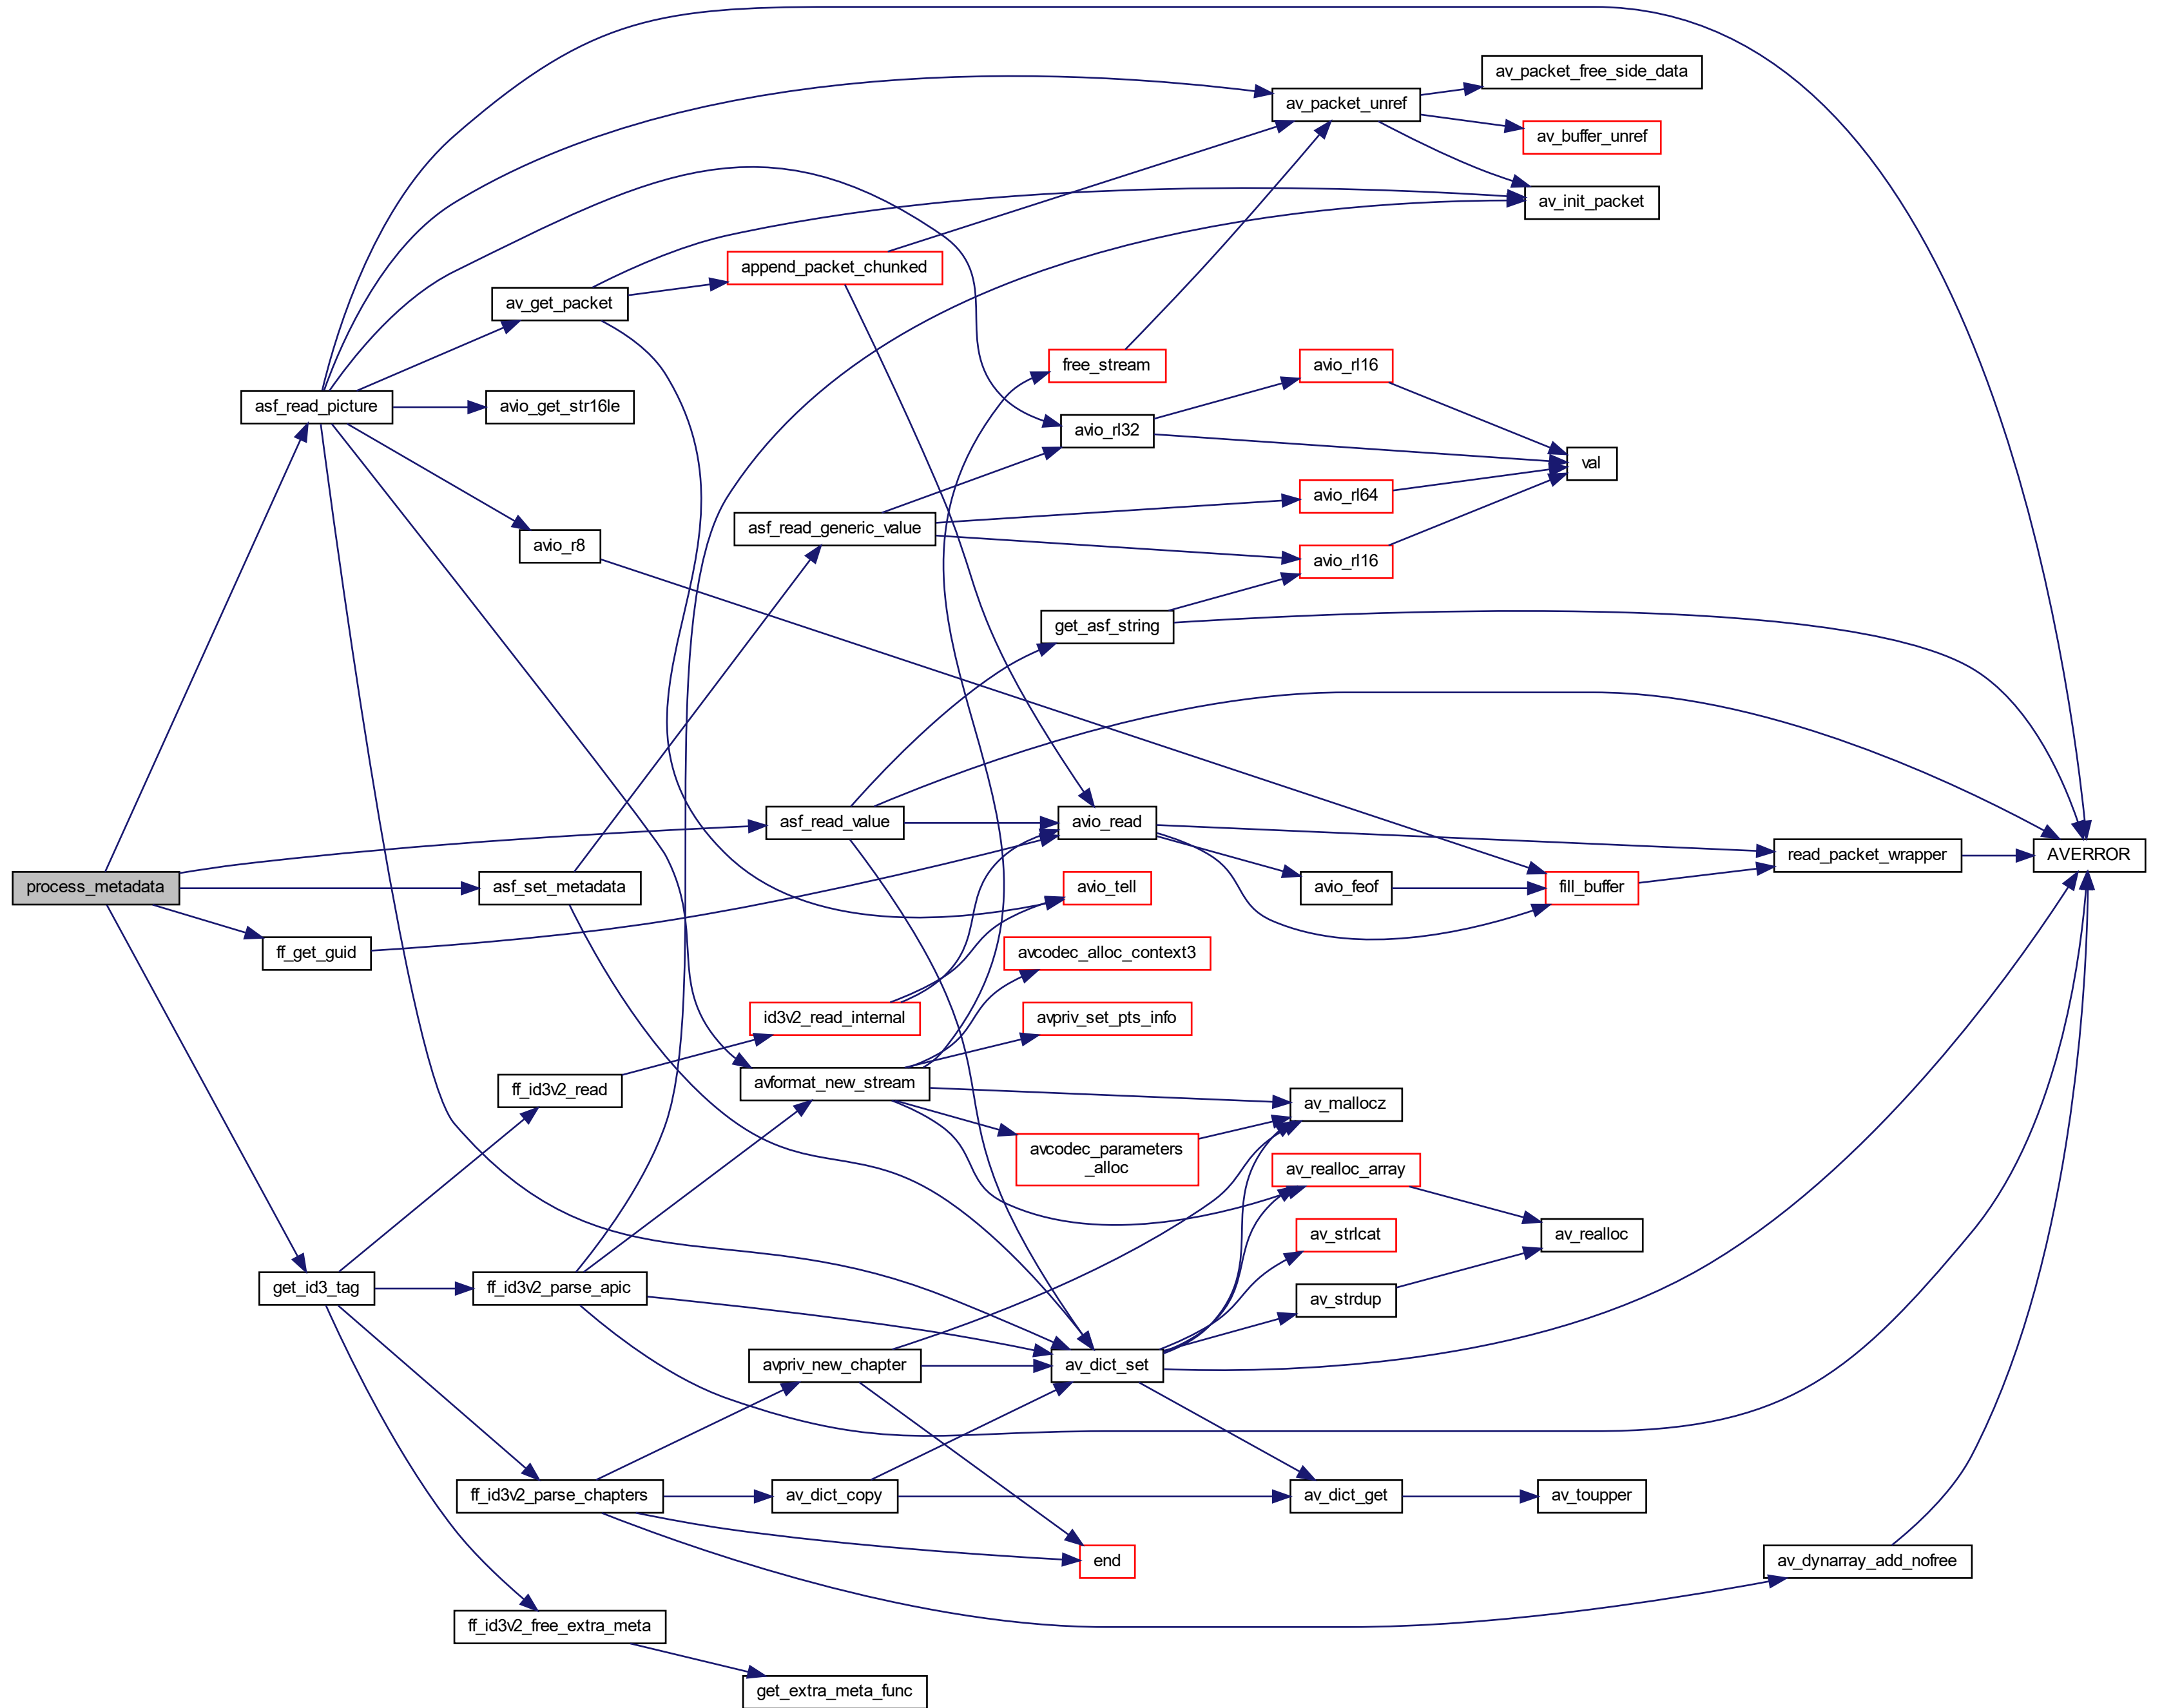 av_packet_free_side_data
av_packet_unref
av_buffer_unref
av_init_packet
append_packet_chunked
av_get_packet
free_stream
avio_rl16
asf_read_picture
avio_get_str16le
avio_rl32
val
avio_rl64
asf_read_generic_value
avio_r8
avio_rl16
get_asf_string
asf_read_value
avio_read
read_packet_wrapper
AVERROR
process_metadata
asf_set_metadata
avio_tell
avio_feof
fill_buffer
ff_get_guid
avcodec_alloc_context3
id3v2_read_internal
avpriv_set_pts_info
ff_id3v2_read
avformat_new_stream
av_mallocz
avcodec_parameters
_alloc
av_realloc_array
av_realloc
av_strlcat
get_id3_tag
ff_id3v2_parse_apic
av_strdup
avpriv_new_chapter
av_dict_set
ff_id3v2_parse_chapters
av_dict_copy
av_dict_get
av_toupper
end
av_dynarray_add_nofree
ff_id3v2_free_extra_meta
get_extra_meta_func